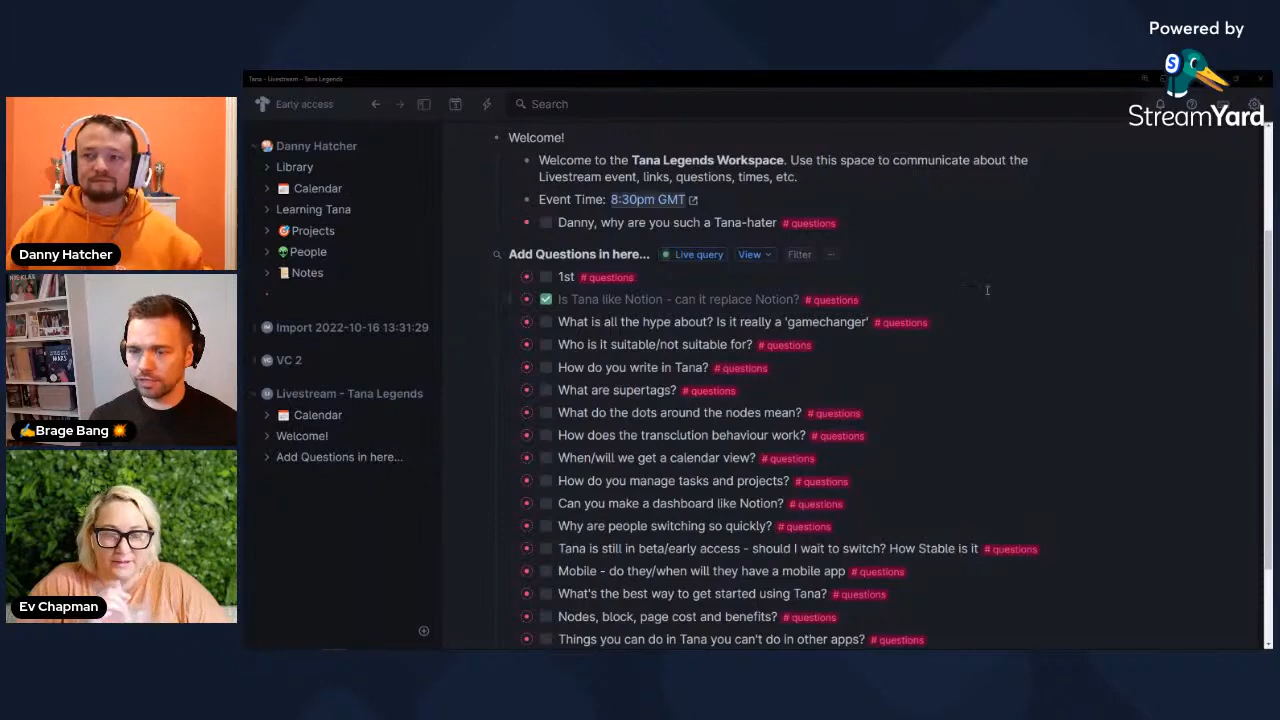 Powered by
StreamYard
Tana - Livestream - Tana Legends
Early access
Search
Danny Hatcher
Library
Calendar
Learning Tana
Projects
People
Notes
Import 2022-10-16 13:31:29
VC 2
Livestream - Tana Legends
Calendar
Welcome!
Add Questions in here...
Welcome!
Welcome to the Tana Legends Workspace. Use this space to communicate about the
Livestream event, links, questions, times, etc.
Event Time: 8:30pm GMT
Danny, why are you such a Tana-hater # questions
Add Questions in here... Live query View Filter
1st # questions
Is Tana like Notion - can it replace Notion? # questions
What is all the hype about? Is it really a 'gamechanger' # questions
Who is it suitable/not suitable for? # questions
How do you write in Tana? # questions
What are supertags? # questions
What do the dots around the nodes mean? # questions
How does the transclution behaviour work? # questions
When/will we get a calendar view? # questions
How do you manage tasks and projects? # questions
Can you make a dashboard like Notion? # questions
Why are people switching so quickly? # questions
Tana is still in beta/early access - should I wait to switch? How Stable is it # questions
Mobile - do they/when will they have a mobile app # questions
What's the best way to get started using Tana? # questions
Nodes, block, page cost and benefits? # questions
Things you can do in Tana you can't do in other apps? # questions
Danny Hatcher
Brage Bang
Ev Chapman